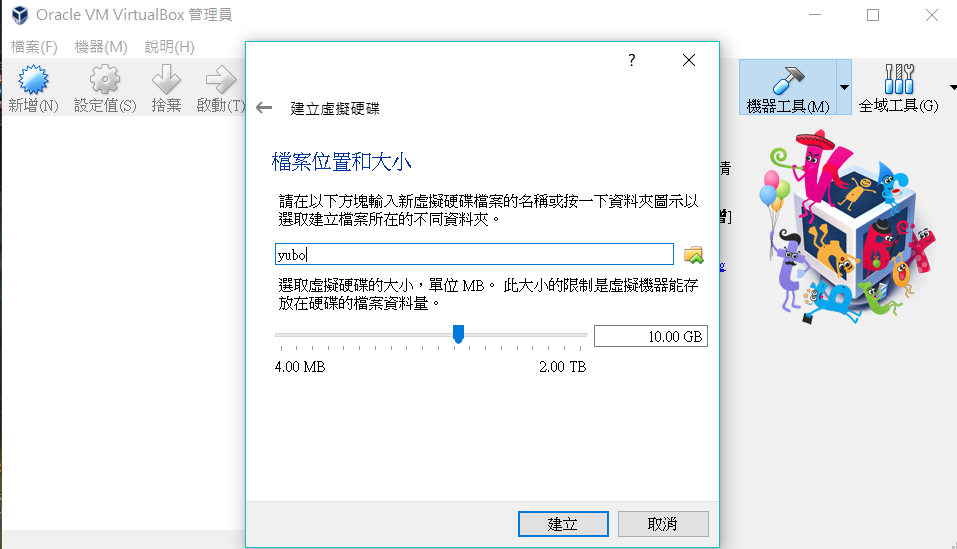 Oracle VM VirtualBox 管理員
檔案(F) 機器(M) 說明(H)
新增(N) 設定值(S) 捨棄 啟動(T)
機器工具(M) 全域工具(G)
?
建立虛擬硬碟
檔案位置和大小
請在以下方塊輸入新虛擬硬碟檔案的名稱或按一下資料夾圖示以
選取建立檔案所在的不同資料夾。
yubo
選取虛擬硬碟的大小，單位 MB。 此大小的限制是虛擬機器能存
放在硬碟的檔案資料量。
10.00 GB
4.00 MB 2.00 TB
建立 取消